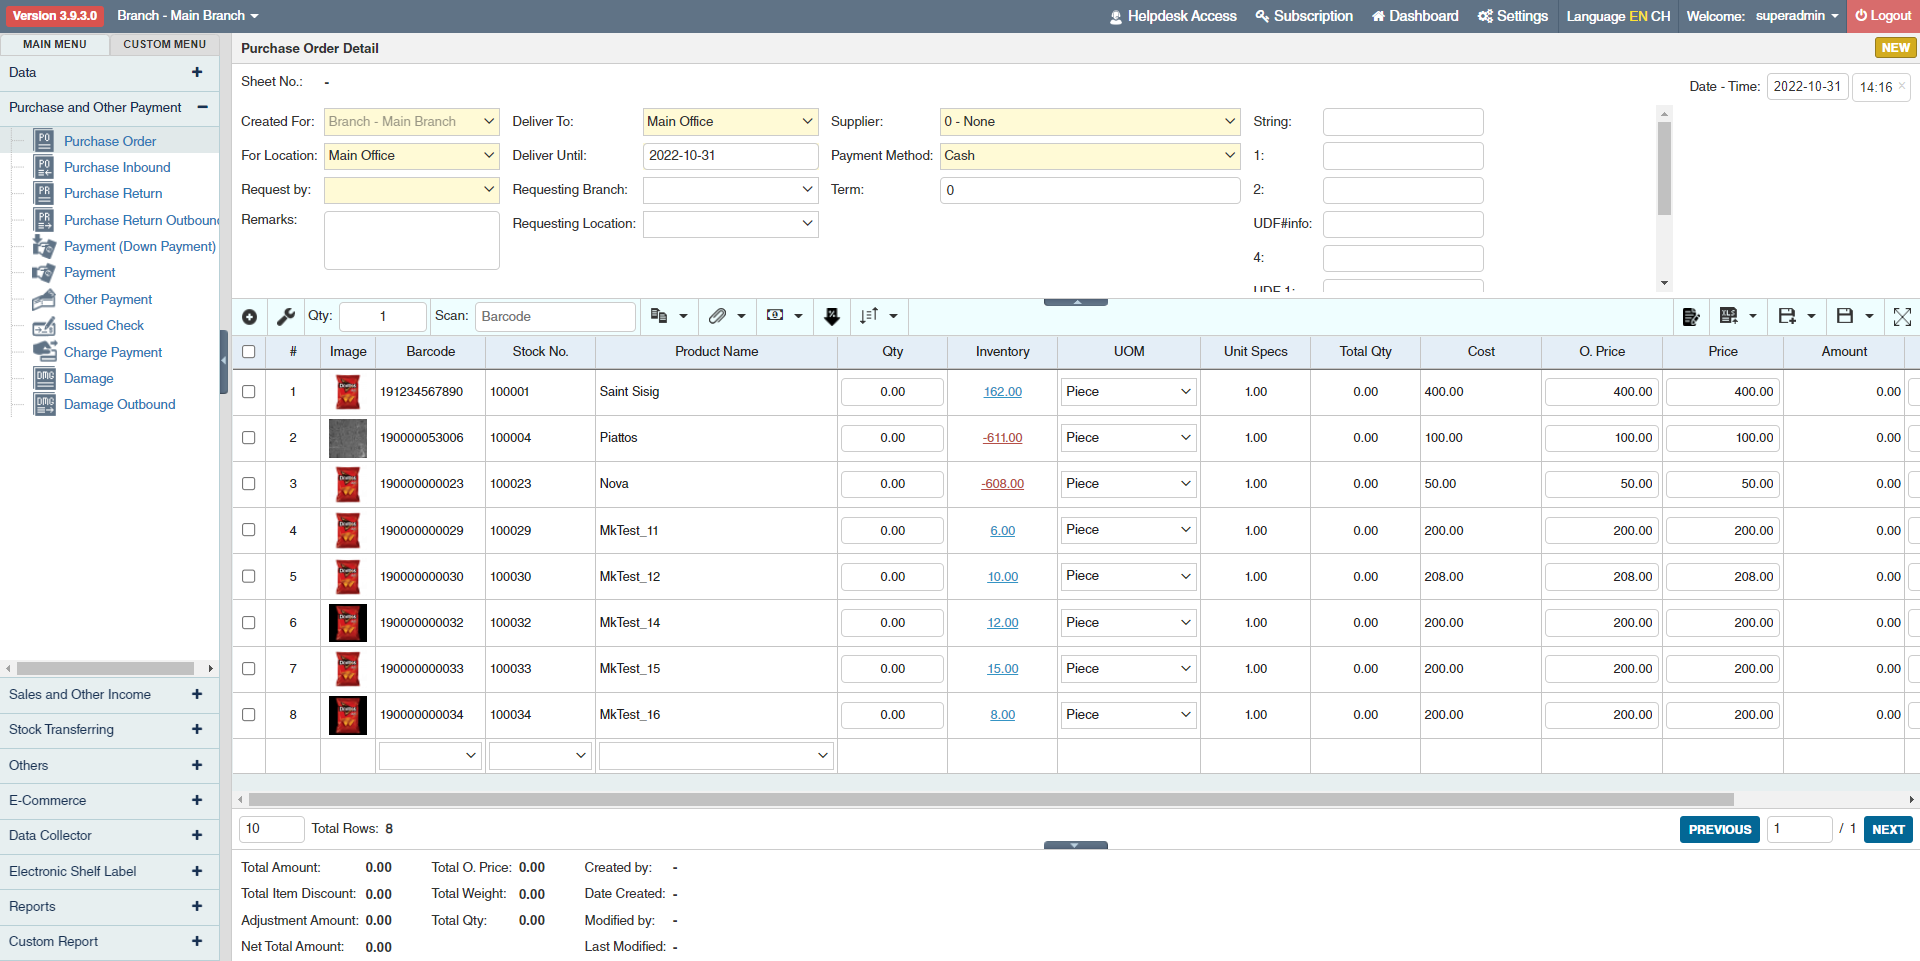 Version 3.9.3.0 Branch - Main Branch Helpdesk Access Subscription Dashboard Settings Language EN CH Welcome: superadmin Logout
MAIN MENU CUSTOM MENU
Data
Purchase and Other Payment
Purchase Order
Purchase Inbound
Purchase Return
Purchase Return Outbound
Payment (Down Payment)
Payment
Other Payment
Issued Check
Charge Payment
Damage
Damage Outbound
Sales and Other Income
Stock Transferring
Others
E-Commerce
Data Collector
Electronic Shelf Label
Reports
Custom Report
Purchase Order Detail NEW
Sheet No.: - Date - Time: 2022-10-31 14:16
Created For: Branch - Main Branch Deliver To: Main Office Supplier: 0 - None String:
For Location: Main Office Deliver Until: 2022-10-31 Payment Method: Cash 1:
Request by: Requesting Branch: Term: 0 2:
Remarks: Requesting Location: UDF#info:
4:
UDF 1:
Qty: 1 Scan: Barcode
# Image Barcode Stock No. Product Name Qty Inventory UOM Unit Specs Total Qty Cost O. Price Price Amount
1 191234567890 100001 Saint Sisig 0.00 162.00 Piece 1.00 0.00 400.00 400.00 400.00 0.00
2 190000053006 100004 Piattos 0.00 -611.00 Piece 1.00 0.00 100.00 100.00 100.00 0.00
3 190000000023 100023 Nova 0.00 -608.00 Piece 1.00 0.00 50.00 50.00 50.00 0.00
4 190000000029 100029 MkTest_11 0.00 6.00 Piece 1.00 0.00 200.00 200.00 200.00 0.00
5 190000000030 100030 MkTest_12 0.00 10.00 Piece 1.00 0.00 208.00 208.00 208.00 0.00
6 190000000032 100032 MkTest_14 0.00 12.00 Piece 1.00 0.00 200.00 200.00 200.00 0.00
7 190000000033 100033 MkTest_15 0.00 15.00 Piece 1.00 0.00 200.00 200.00 200.00 0.00
8 190000000034 100034 MkTest_16 0.00 8.00 Piece 1.00 0.00 200.00 200.00 200.00 0.00
10 Total Rows: 8 PREVIOUS 1 / 1 NEXT
Total Amount: 0.00 Total O. Price: 0.00 Created by: -
Total Item Discount: 0.00 Total Weight: 0.00 Date Created: -
Adjustment Amount: 0.00 Total Qty: 0.00 Modified by: -
Net Total Amount: 0.00 Last Modified: -